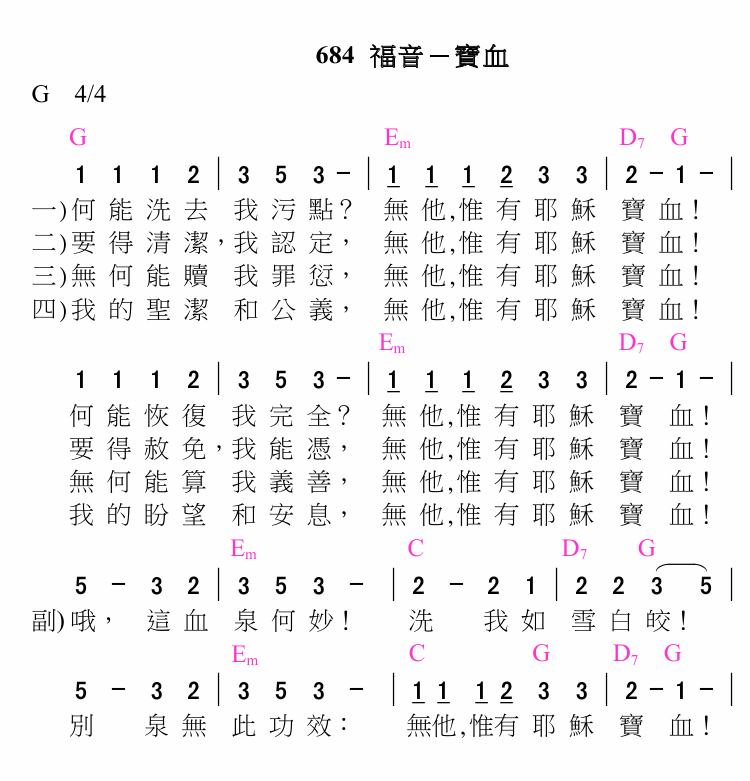 684 福音－寶血
G 4/4
G Em D7 G
1 1 1 2 | 3 5 3 - | 1 1 1 2 3 3 | 2 - 1 - |
一)何能洗去 我污點？ 無他,惟有耶穌 寶血！
二)要得清潔，我認定， 無他,惟有耶穌 寶血！
三)無何能贖 我罪愆， 無他,惟有耶穌 寶血！
四)我的聖潔 和公義， 無他,惟有耶穌 寶血！
Em D7 G
1 1 1 2 | 3 5 3 - | 1 1 1 2 3 3 | 2 - 1 - |
何能恢復 我完全？ 無他,惟有耶穌 寶血！
要得赦免，我能憑， 無他,惟有耶穌 寶血！
無何能算 我義善， 無他,惟有耶穌 寶血！
我的盼望 和安息， 無他,惟有耶穌 寶血！
Em C D7 G
5 - 3 2 | 3 5 3 - | 2 - 2 1 | 2 2 3 5 |
副)哦， 這血 泉何妙！ 洗 我如 雪白皎！
Em C G D7 G
5 - 3 2 | 3 5 3 - | 1 1 1 2 3 3 | 2 - 1 - |
別 泉無 此功效： 無他,惟有耶穌 寶血！